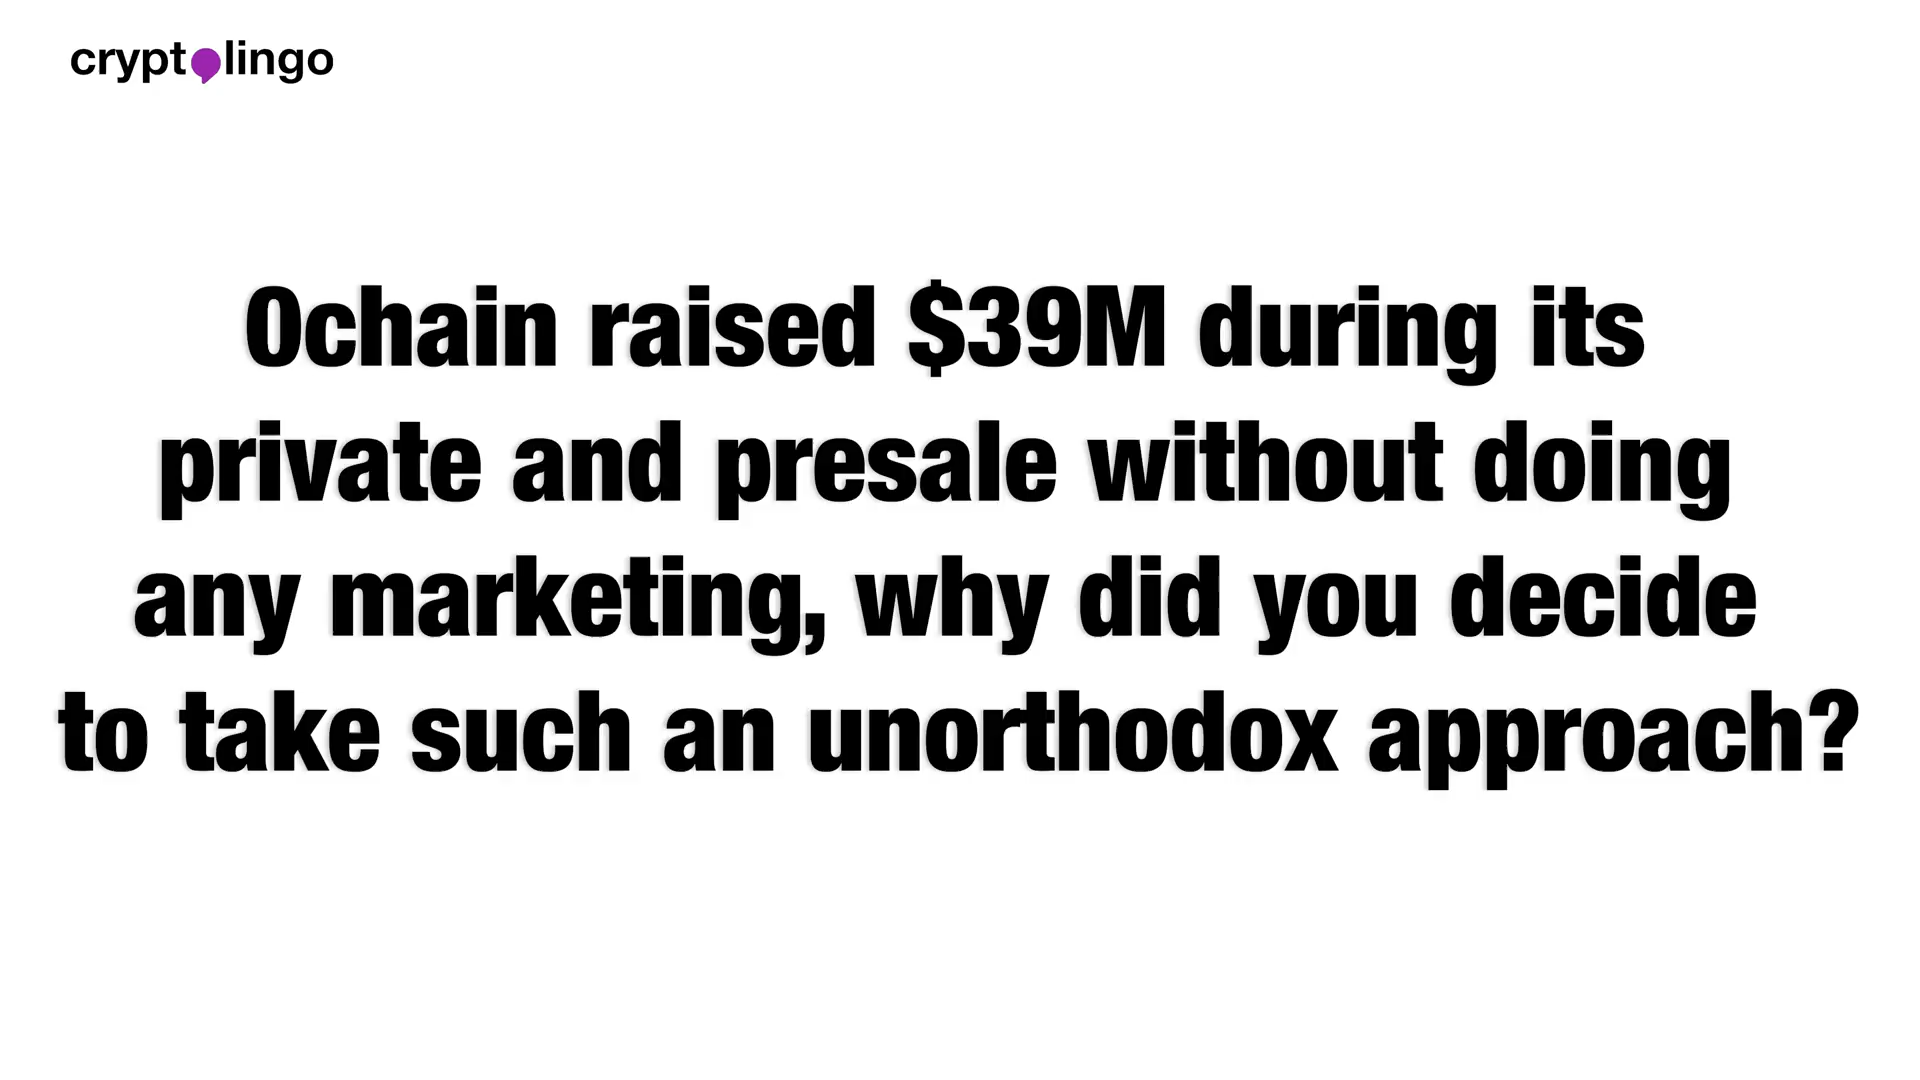 cryptolingo
0chain raised $39M during its
private and presale without doing
any marketing, why did you decide
to take such an unorthodox approach?